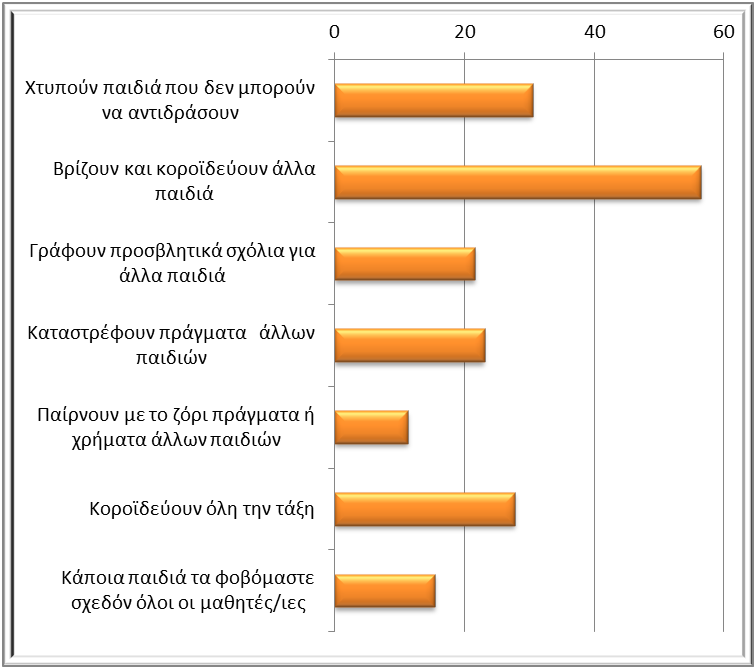 0 20 40 60
Χτυπούν παιδιά που δεν μπορούν
να αντιδράσουν
Βρίζουν και κοροϊδεύουν άλλα
παιδιά
Γράφουν προσβλητικά σχόλια για
άλλα παιδιά
Καταστρέφουν πράγματα άλλων
παιδιών
Παίρνουν με το ζόρι πράγματα ή
χρήματα άλλων παιδιών
Κοροϊδεύουν όλη την τάξη
Κάποια παιδιά τα φοβόμαστε
σχεδόν όλοι οι μαθητές/ιες